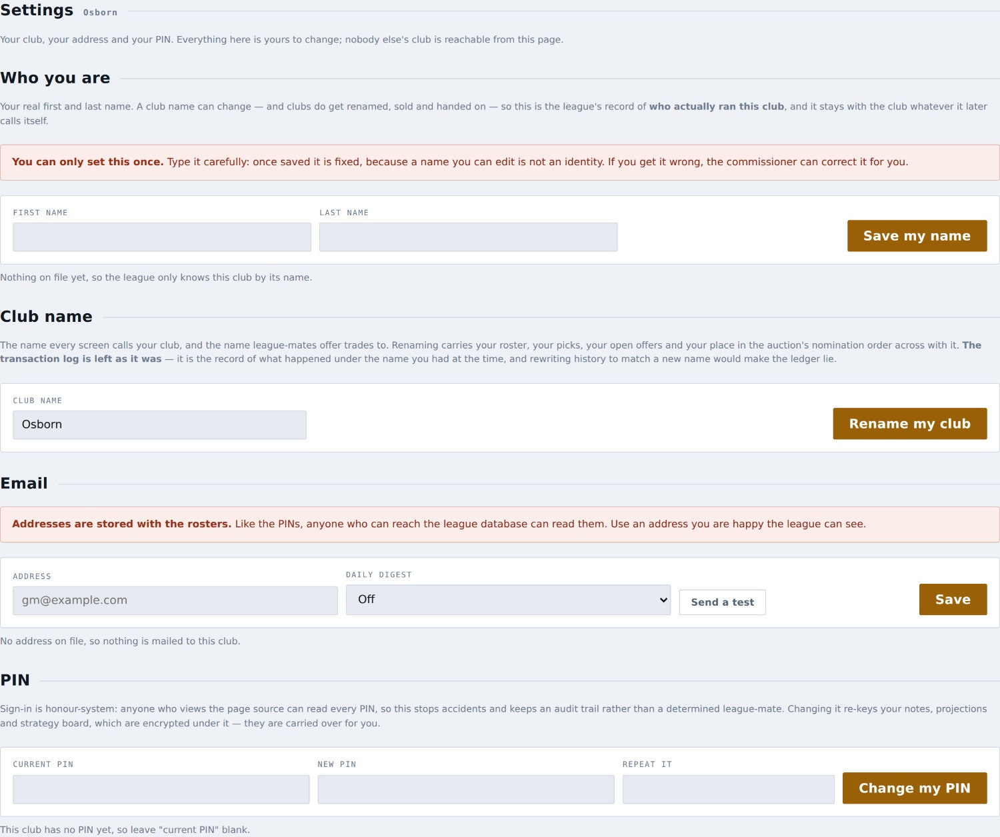 Settings Osborn
Your club, your address and your PIN. Everything here is yours to change; nobody else's club is reachable from this page.
Who you are
Your real first and last name. A club name can change — and clubs do get renamed, sold and handed on — so this is the league's record of who actually ran this club, and it stays with the club whatever it later
calls itself.
You can only set this once. Type it carefully: once saved it is fixed, because a name you can edit is not an identity. If you get it wrong, the commissioner can correct it for you.
FIRST NAME LAST NAME
Save my name
Nothing on file yet, so the league only knows this club by its name.
Club name
The name every screen calls your club, and the name league-mates offer trades to. Renaming carries your roster, your picks, your open offers and your place in the auction's nomination order across with it. The
transaction log is left as it was — it is the record of what happened under the name you had at the time, and rewriting history to match a new name would make the ledger lie.
CLUB NAME
Osborn Rename my club
Email
Addresses are stored with the rosters. Like the PINs, anyone who can reach the league database can read them. Use an address you are happy the league can see.
ADDRESS DAILY DIGEST
gm@example.com Off Send a test Save
No address on file, so nothing is mailed to this club.
PIN
Sign-in is honour-system: anyone who views the page source can read every PIN, so this stops accidents and keeps an audit trail rather than a determined league-mate. Changing it re-keys your notes, projections
and strategy board, which are encrypted under it — they are carried over for you.
CURRENT PIN NEW PIN REPEAT IT
Change my PIN
This club has no PIN yet, so leave "current PIN" blank.